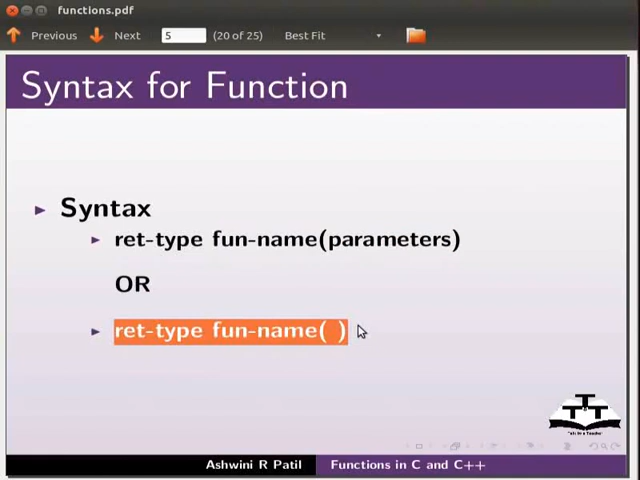 functions.pdf
Previous Next 5 (20 of 25) Best Fit
Syntax for Function
Syntax
ret-type fun-name(parameters)
OR
ret-type fun-name( )
Ashwini R Patil Functions in C and C++